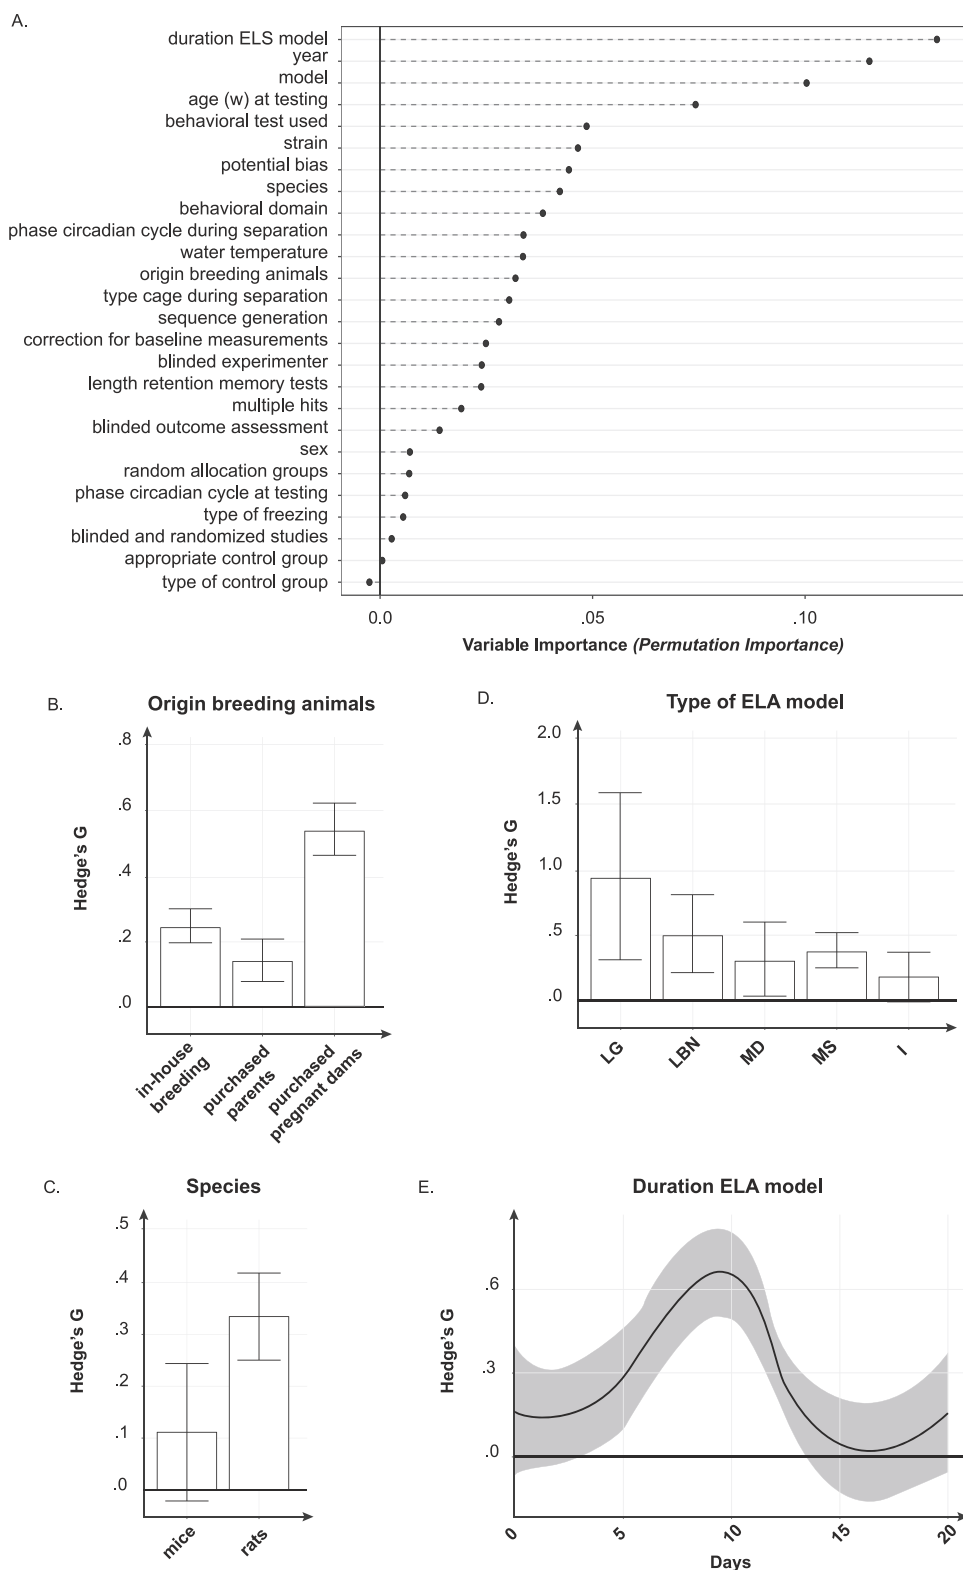 A.
duration ELS model
year
model
age (w) at testing
behavioral test used
strain
potential bias
species
behavioral domain
phase circadian cycle during separation
water temperature
origin breeding animals
type cage during separation
sequence generation
correction for baseline measurements
blinded experimenter
length retention memory tests
multiple hits
blinded outcome assessment
sex
random allocation groups
phase circadian cycle at testing
type of freezing
blinded and randomized studies
appropriate control group
type of control group
0.0 .05 .10
Variable Importance (Permutation Importance)
B. Origin breeding animals
Hedge's G
.8
.6
.4
.2
.0
in-house
breeding
purchased
parents
purchased
pregnant dams
D. Type of ELA model
Hedge's G
2.0
1.5
1.0
.5
.0
LG LBN MD MS I
C. Species
Hedge's G
.5
.4
.3
.2
.1
.0
mice rats
E. Duration ELA model
Hedge's G
.6
.3
.0
0 5 10 15 20
Days